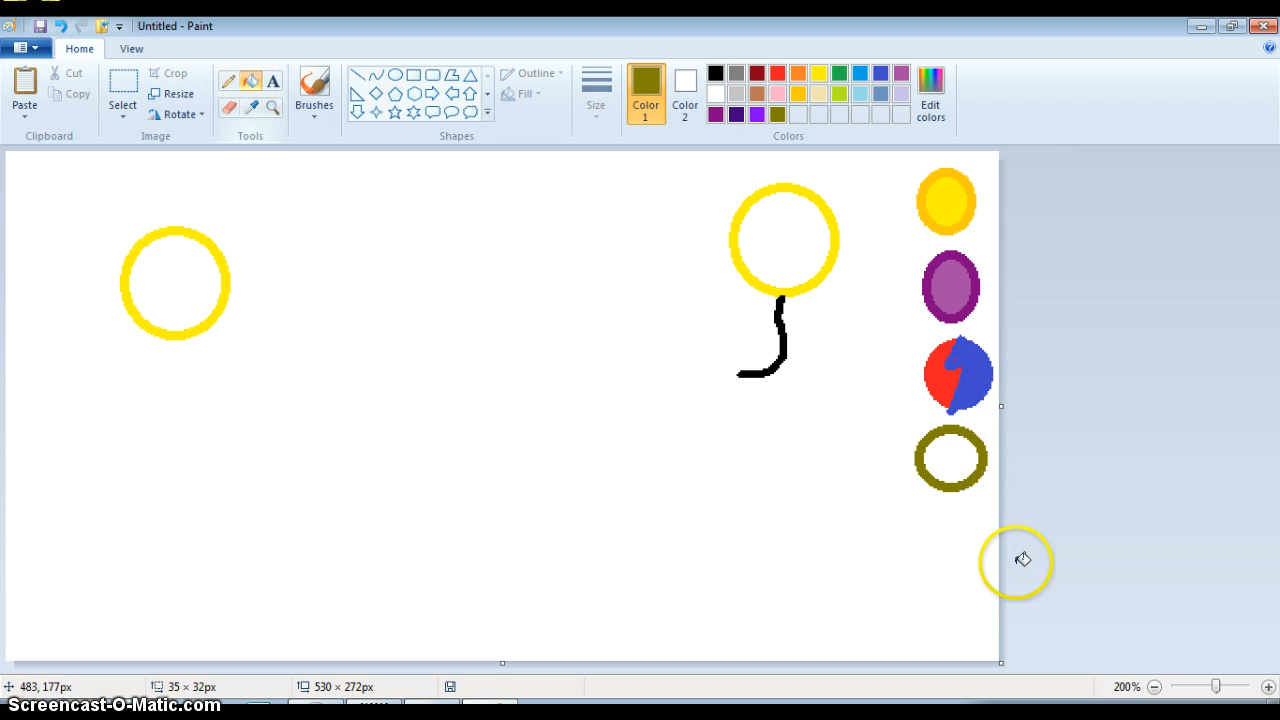 Untitled - Paint
Home View
Paste
Cut
Copy
Clipboard
Select
Crop
Resize
Rotate
Image
A
Tools
Brushes
Outline
Fill
Shapes
Size
Color 1
Color 2
Edit colors
Colors
483, 177px
35 × 32px
530 × 272px
200%
Screencast-O-Matic.com